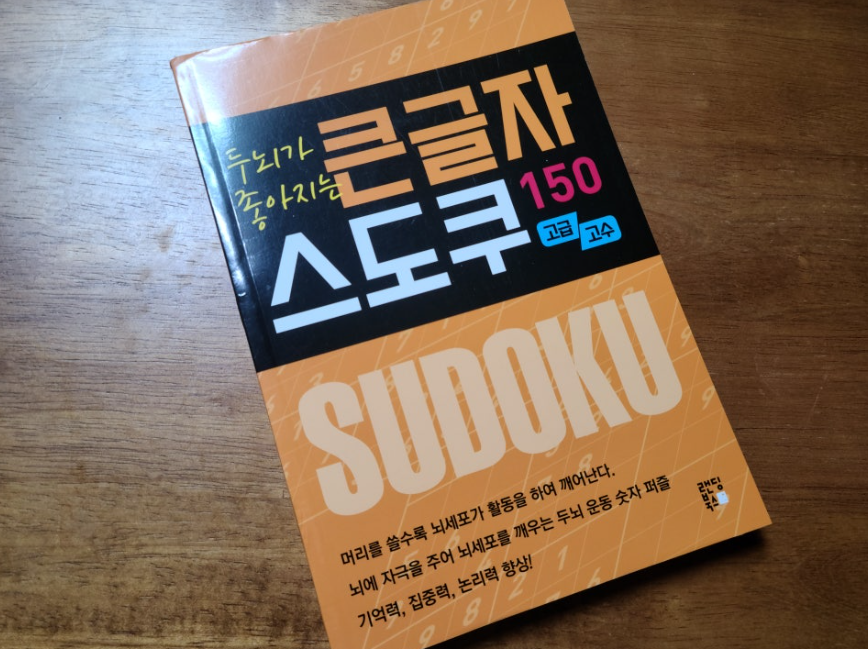 두뇌가
좋아지는
큰글자
스도쿠 150
고급 고수
SUDOKU
머리를 쓸수록 뇌세포가 활동을 하여 깨어난다.
뇌에 자극을 주어 뇌세포를 깨우는 두뇌 운동 숫자 퍼즐
기억력, 집중력, 논리력 향상!
랜딩
북스